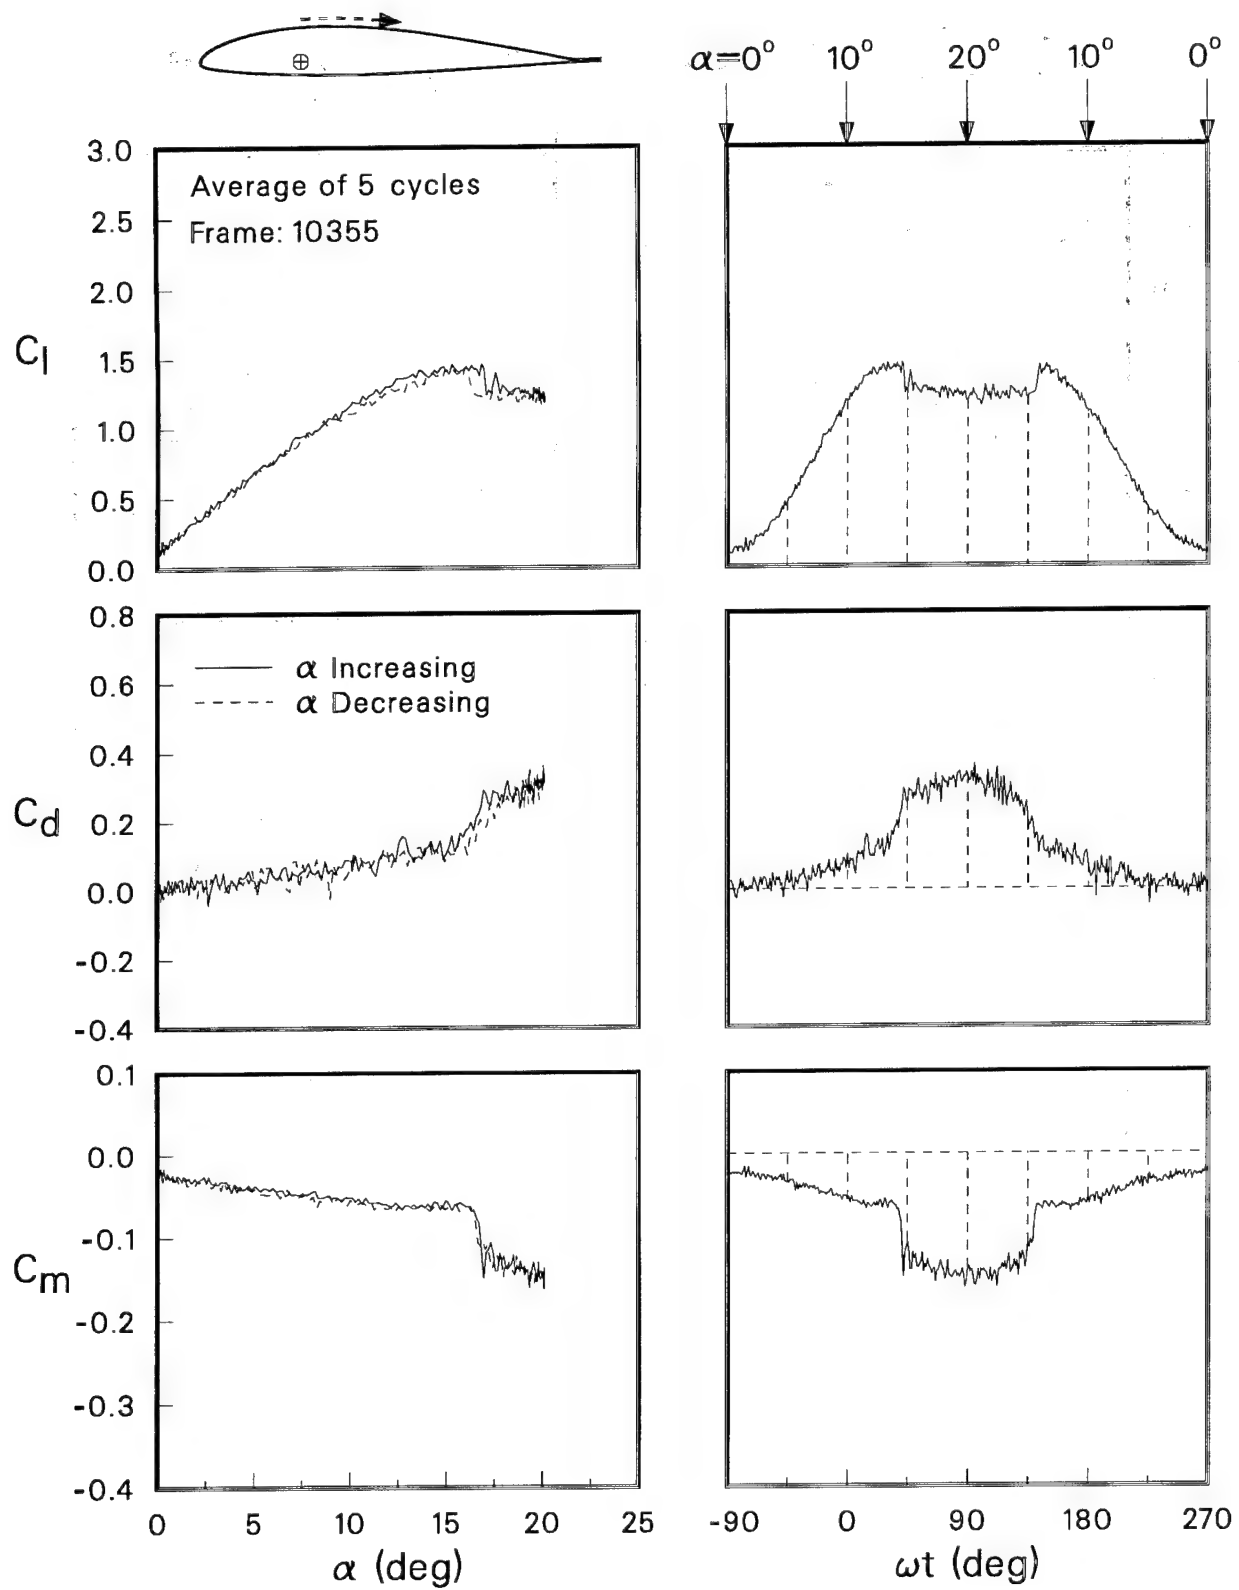 α=0° 10° 20° 10° 0°
3.0
2.5
2.0
1.5
1.0
0.5
0.0
Cl
Average of 5 cycles
Frame: 10355
0.8
0.6
0.4
0.2
0.0
-0.2
-0.4
Cd
α Increasing
α Decreasing
0.1
0.0
-0.1
-0.2
-0.3
-0.4
Cm
0 5 10 15 20 25
α (deg)
-90 0 90 180 270
ωt (deg)